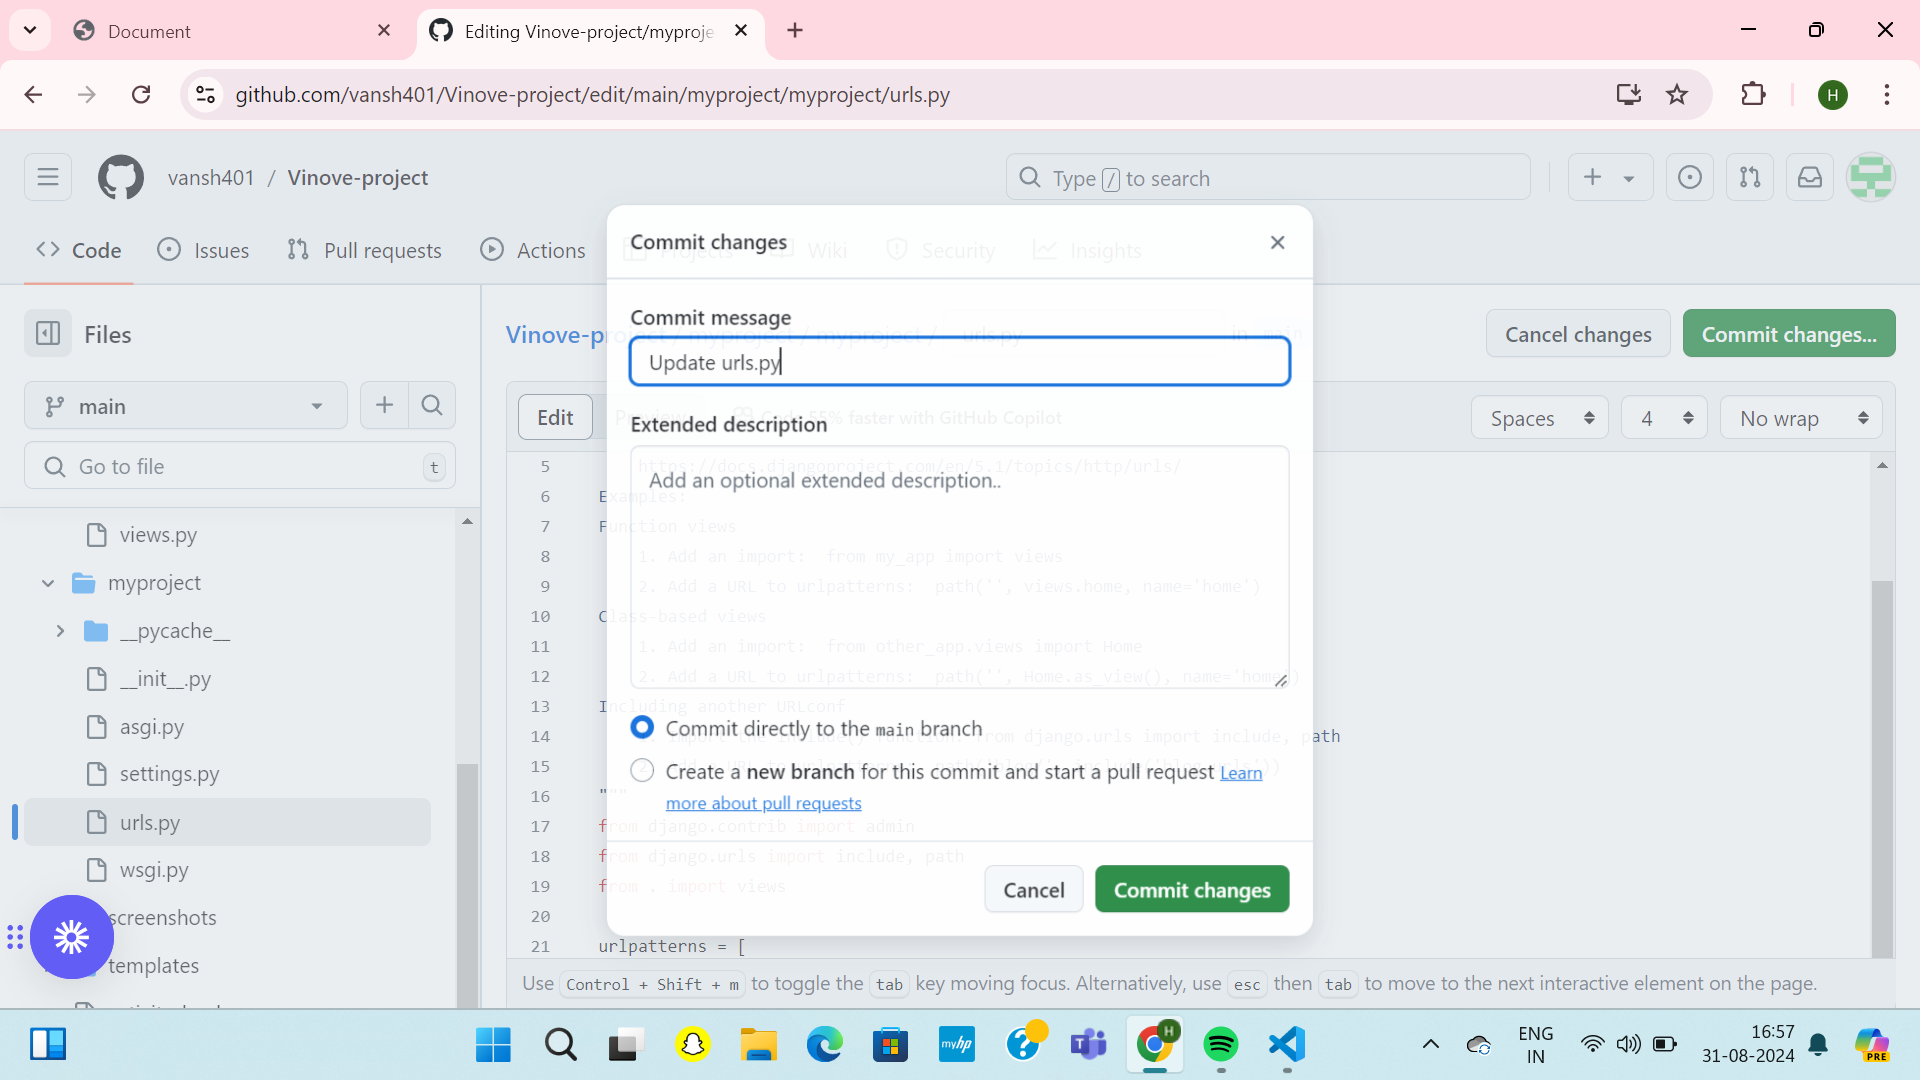 Document
Editing Vinove-project/myproje
github.com/vansh401/Vinove-project/edit/main/myproject/myproject/urls.py
H
vansh401 / Vinove-project
Type / to search
Code
Issues
Pull requests
Actions
Projects
Wiki
Security
Insights
Commit changes
Commit message
Update urls.py
Extended description
Add an optional extended description..
Commit directly to the main branch
Create a new branch for this commit and start a pull request Learn
more about pull requests
Cancel
Commit changes
Files
main
Go to file
t
views.py
myproject
__pycache__
__init__.py
asgi.py
settings.py
urls.py
wsgi.py
screenshots
templates
Vinove-project / myproject / myproject / urls.py
in main
Cancel changes
Commit changes...
Edit
Preview
Code 55% faster with GitHub Copilot
Spaces
4
No wrap
5 https://docs.djangoproject.com/en/5.1/topics/http/urls/
6 Examples:
7 Function views
8 1. Add an import:  from my_app import views
9 2. Add a URL to urlpatterns:  path('', views.home, name='home')
10 Class-based views
11 1. Add an import:  from other_app.views import Home
12 2. Add a URL to urlpatterns:  path('', Home.as_view(), name='home')
13 Including another URLconf
14 import the include() function: from django.urls import include, path
15 2.
16 """
17 from django.contrib import admin
18 from django.urls import include, path
19 from . import views
20
21 urlpatterns = [
Use Control + Shift + m to toggle the tab key moving focus. Alternatively, use esc then tab to move to the next interactive element on the page.
myhp
H
ENG
IN
16:57
31-08-2024
PRE